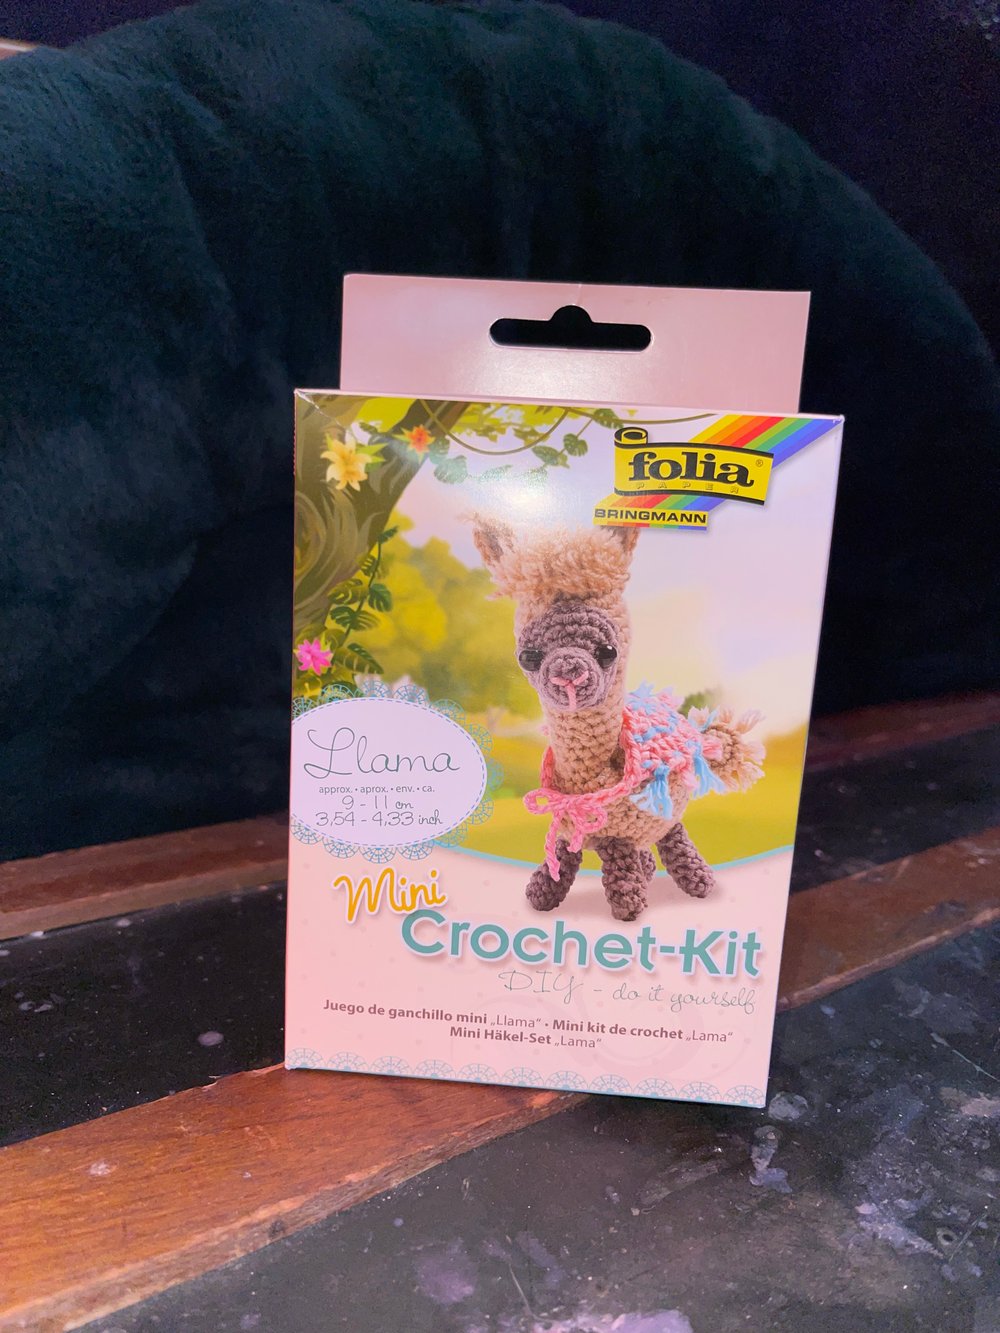 folia®
PAPER
BRINGMANN
Llama
approx. • aprox. • env. • ca.
9 - 11 cm
3,54 - 4,33 inch
Mini
Crochet-Kit
DIY - do it yourself
Juego de ganchillo mini „Llama“ • Mini kit de crochet „Lama“
Mini Häkel-Set „Lama“